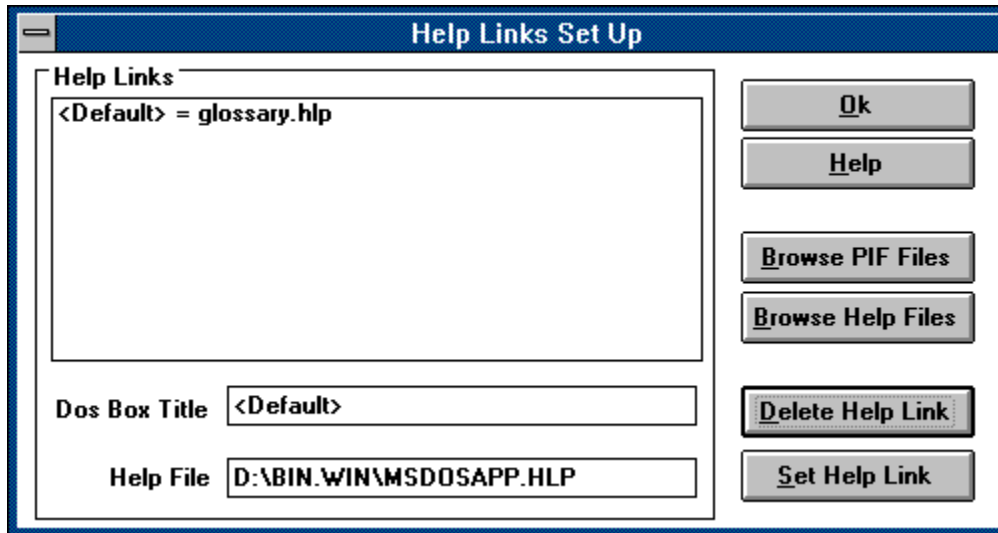 Help Links Set Up
Help Links
<Default> = glossary.hlp
Dos Box Title
<Default>
Help File
D:\BIN.WIN\MSDOSAPP.HLP
Ok
Help
Browse PIF Files
Browse Help Files
Delete Help Link
Set Help Link